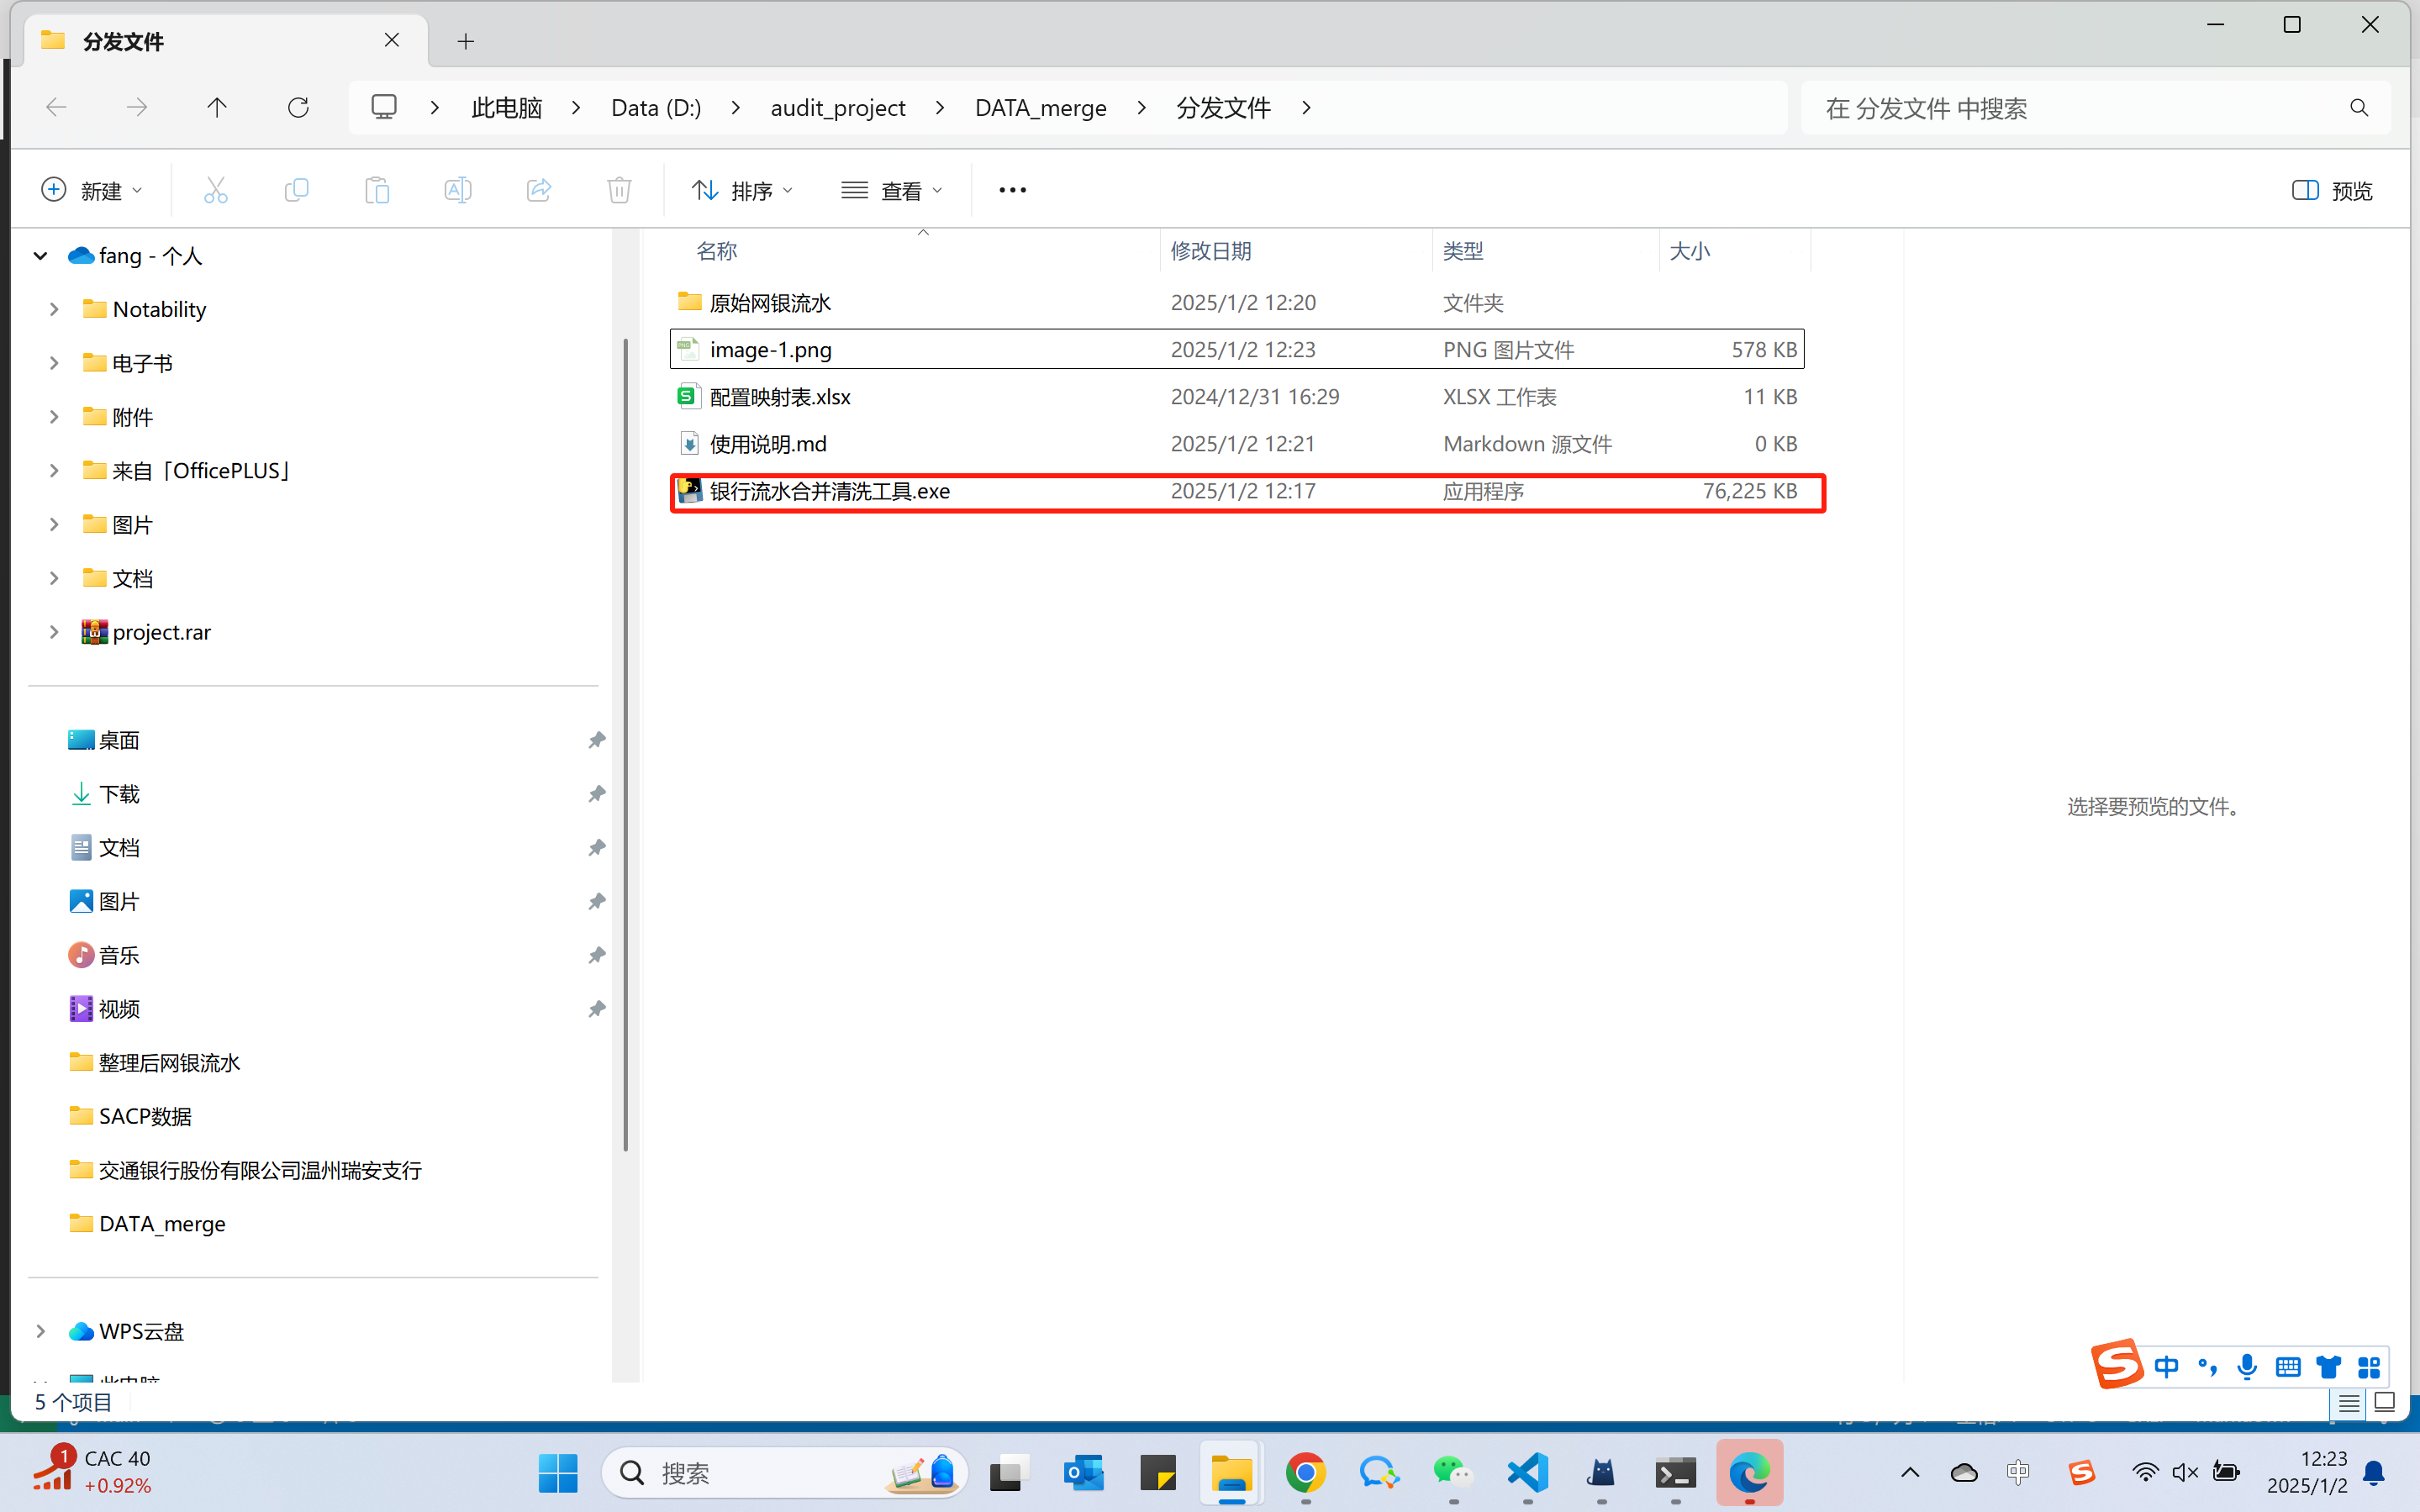 分发文件
此电脑 Data (D:) audit_project DATA_merge 分发文件
在 分发文件 中搜索
新建 排序 查看 预览
fang - 个人
Notability
电子书
附件
来自「OfficePLUS」
图片
文档
project.rar
桌面
下载
文档
图片
音乐
视频
整理后网银流水
SACP数据
交通银行股份有限公司温州瑞安支行
DATA_merge
WPS云盘
此电脑
5 个项目
名称 修改日期 类型 大小
原始网银流水 2025/1/2 12:20 文件夹
image-1.png 2025/1/2 12:23 PNG 图片文件 578 KB
配置映射表.xlsx 2024/12/31 16:29 XLSX 工作表 11 KB
使用说明.md 2025/1/2 12:21 Markdown 源文件 0 KB
银行流水合并清洗工具.exe 2025/1/2 12:17 应用程序 76,225 KB
选择要预览的文件。
中
1
CAC 40
+0.92%
搜索
中
12:23
2025/1/2